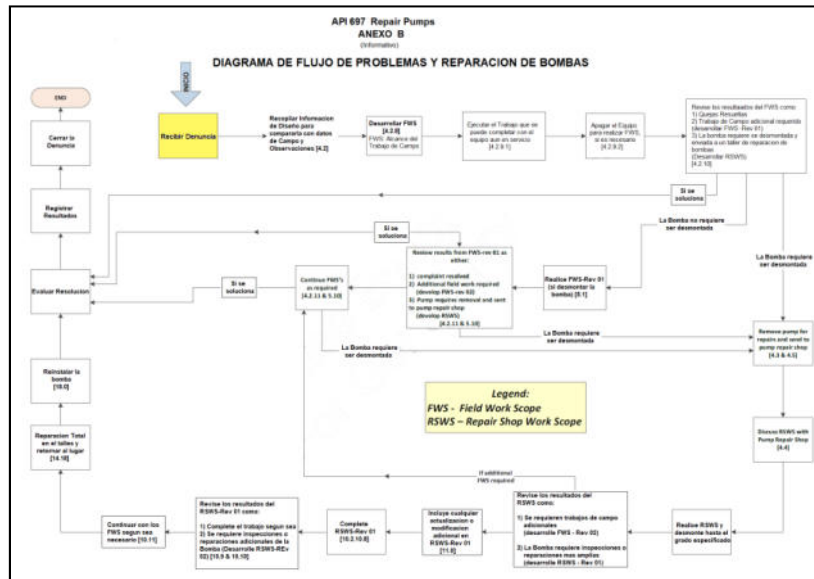 API 697 Repair Pumps
ANEXO B
(Informativo)
DIAGRAMA DE FLUJO DE PROBLEMAS Y REPARACION DE BOMBAS
INICIO
END
Recibir Denuncia
Recopilar Informacion
de Diseño para
compararla con datos
de Campo y
Observaciones [4.2]
Desarrollar FWS
[4.2.8]
FWS: Alcance del
Trabajo de Campo
Ejecutar el Trabajo que se
puede completar con el
equipo que en servicio
[4.2.9.1]
Apagar el Equipo
para realizar FWS,
si es necesario
[4.2.9.2]
Revise los resultados del FWS como
1) Quejas Resueltas
2) Trabajo de Campo adicional requerido
(desarrollar FWS- Rev 01)
3) La bomba requiere se desmontada y
enviada a un taller de reparacion de
bombas
(Desarrollar RSWS)
[4.2.10]
Cerrar la
Denuncia
Registrar
Resultados
Evaluar Resolucion
Reinstalar la
bomba
[16.0]
Reparacion Total
en el talles y
retornar al lugar
[14.18]
Si se
soluciona
Si se
soluciona
Si se
soluciona
La Bomba no requiere
ser desmontada
La Bomba requiere
ser desmontada
Continue FWS's
as required
[4.2.11 & 5.10]
Review results from FWS-rev 01 as
either:
1) complaint resolved
2) Additional field work required
(develop FWS-rev 02)
3) Pump requires removal and sent
to pump repair shop
(develop RSWS)
[4.2.11 & 5.10]
Realice FWS-Rev 01
(si desmontar la
bomba) [5.1]
La Bomba requiere
ser desmontada
La Bomba requiere
ser desmontada
Remove pump for
repairs and send to
pump repair shop
[4.3 & 4.5]
Legend:
FWS - Field Work Scope
RSWS – Repair Shop Work Scope
Discuss RSWS with
Pump Repair Shop
[4.4]
If additional
FWS required
Continuar con los
FWS segun sea
necesario [10.11]
Revise los resultados del
RSWS-Rev 01 como:
1) Complete el trabajo seguin sea
2) Se requiere inspecciones o
reparaciones adicionales de la
Bomba (Desarrolle RSWS-REv
02) [10.9 & 10.10]
Complete
RSWS-Rev 01
[10.2.10.8]
Incluye cualquier
actualizacion o
modificacion
adicional en
RSWS-Rev 01
[11.0]
Revise los resultados del
RSWS como:
1) Se requieren trabajos de campo
adicionales
(desarrolle FWS - Rev 02)
2) La Bomba requiere inspecciones o
reparaciones mas amplias
(desarrolle RSWS - Rev 01)
Realice RSWS y
desmonte hasta el
grado especificado